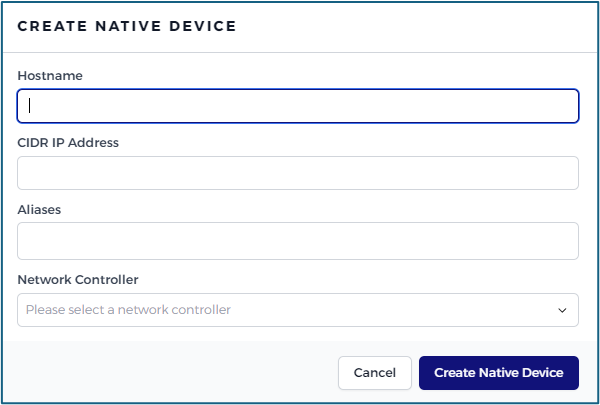 CREATE NATIVE DEVICE
Hostname
CIDR IP Address
Aliases
Network Controller
Please select a network controller
Cancel Create Native Device